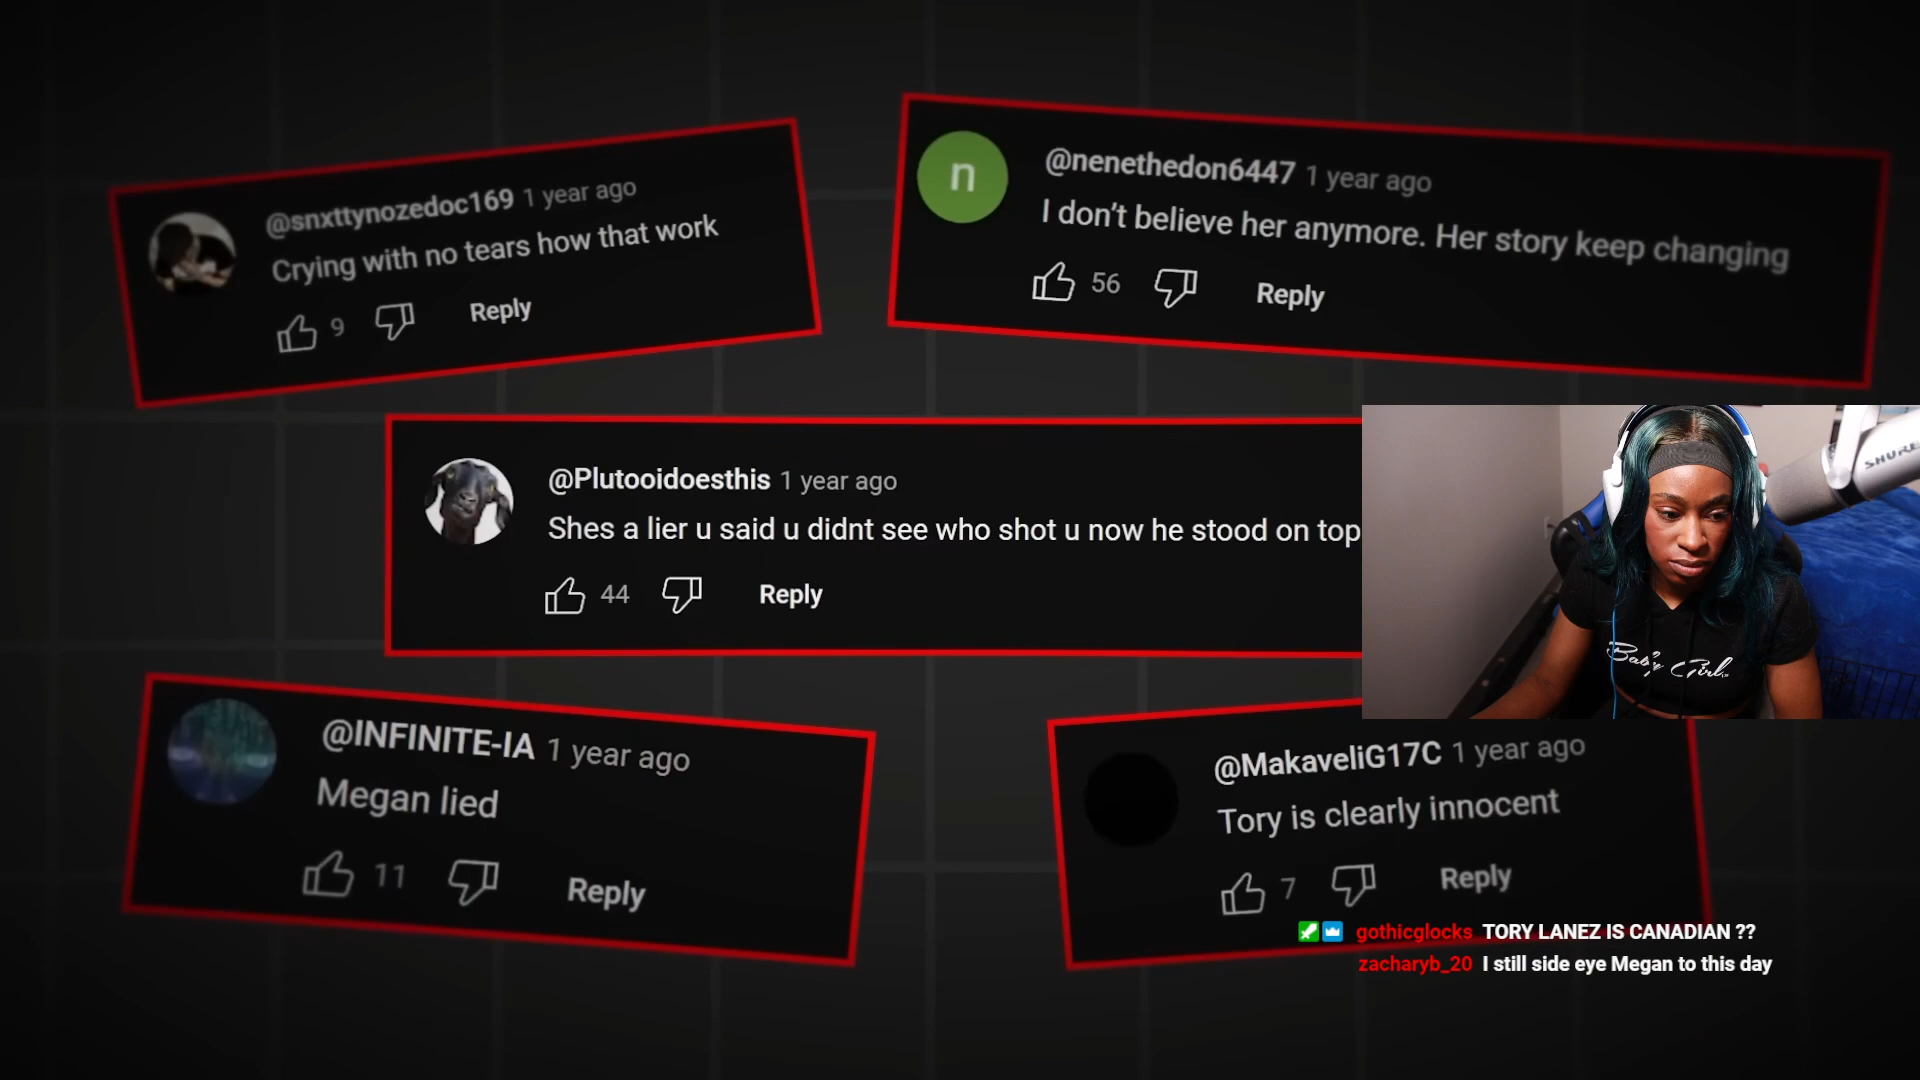 @snxttynozedoc169 1 year ago
Crying with no tears how that work
9 Reply
@nenethedon6447 1 year ago
n
I don't believe her anymore. Her story keep changing
56 Reply
@Plutooidoesthis 1 year ago
Shes a lier u said u didnt see who shot u now he stood on top
44 Reply
SHURE
Baby Girl
@INFINITE-IA 1 year ago
Megan lied
11 Reply
@MakaveliG17C 1 year ago
Tory is clearly innocent
7 Reply
gothicglocks TORY LANEZ IS CANADIAN ??
zacharyb_20 I still side eye Megan to this day